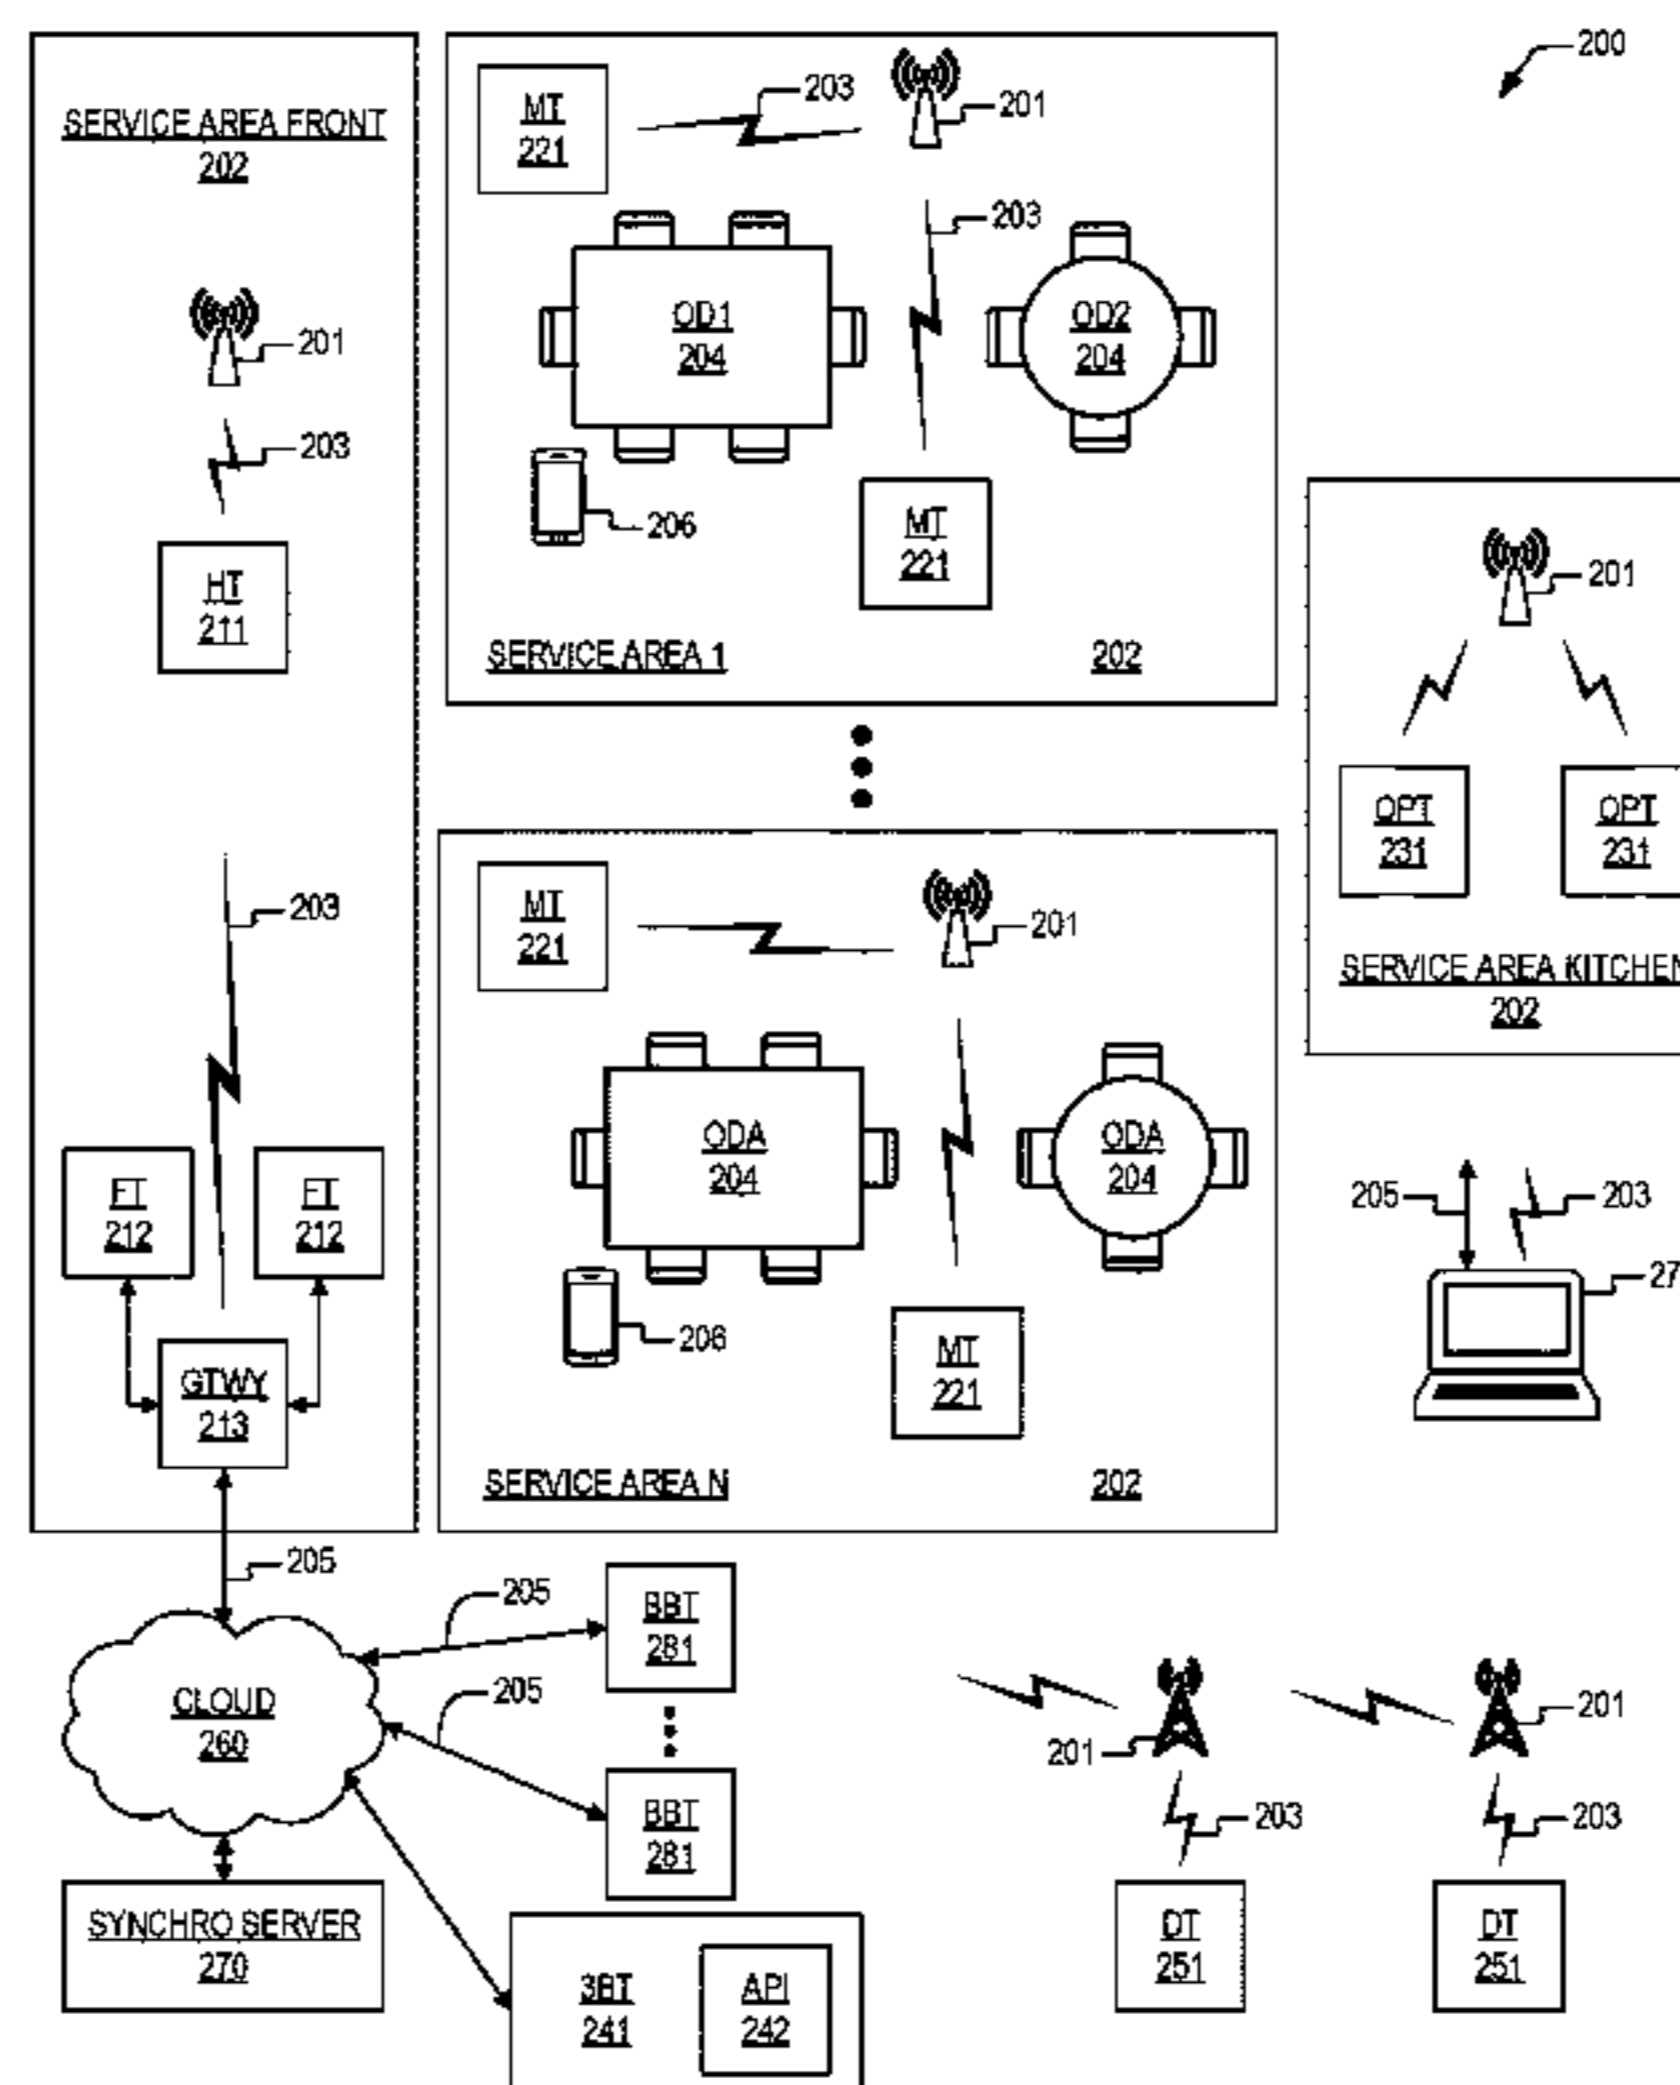 200
SERVICE AREA FRONT
202
201
203
HT
211
203
FT
212
FT
212
GTWY
213
205
MT
221
203
201
203
OD1
204
OD2
204
206
MT
221
SERVICE AREA 1
202
MT
221
201
ODA
204
ODA
204
206
MT
221
SERVICE AREA N
202
201
OPT
231
OPT
231
SERVICE AREA KITCHEN
202
205
203
27
CLOUD
260
205
BBT
281
205
BBT
281
SYNCHRO SERVER
270
3BT
241
API
242
201
203
DT
251
201
203
DT
251